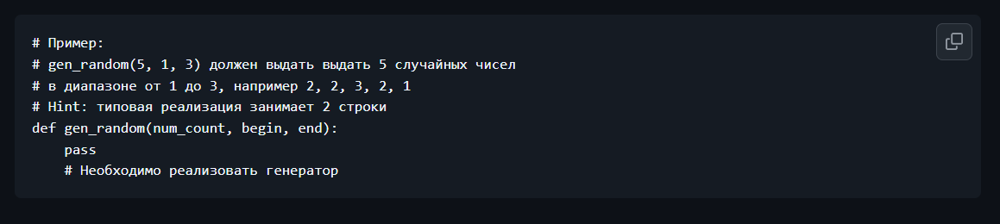 # Пример:
# gen_random(5, 1, 3) должен выдать выдать 5 случайных чисел
# в диапазоне от 1 до 3, например 2, 2, 3, 2, 1
# Hint: типовая реализация занимает 2 строки
def gen_random(num_count, begin, end):
    pass
    # Необходимо реализовать генератор